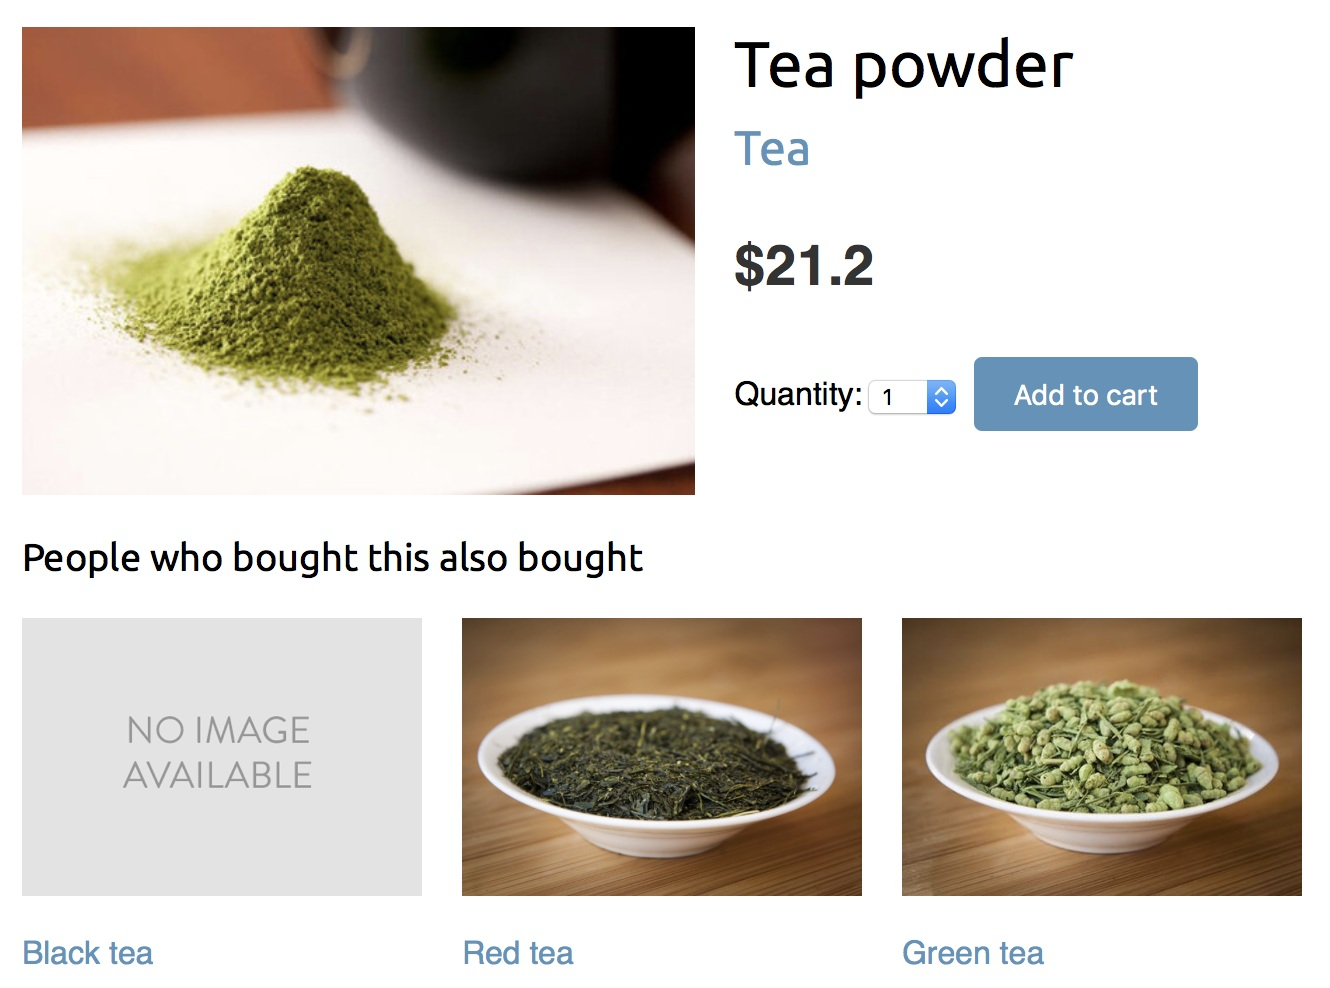 Tea powder
Tea
$21.2
Quantity: 1 Add to cart
People who bought this also bought
NO IMAGE
AVAILABLE
Black tea
Red tea
Green tea